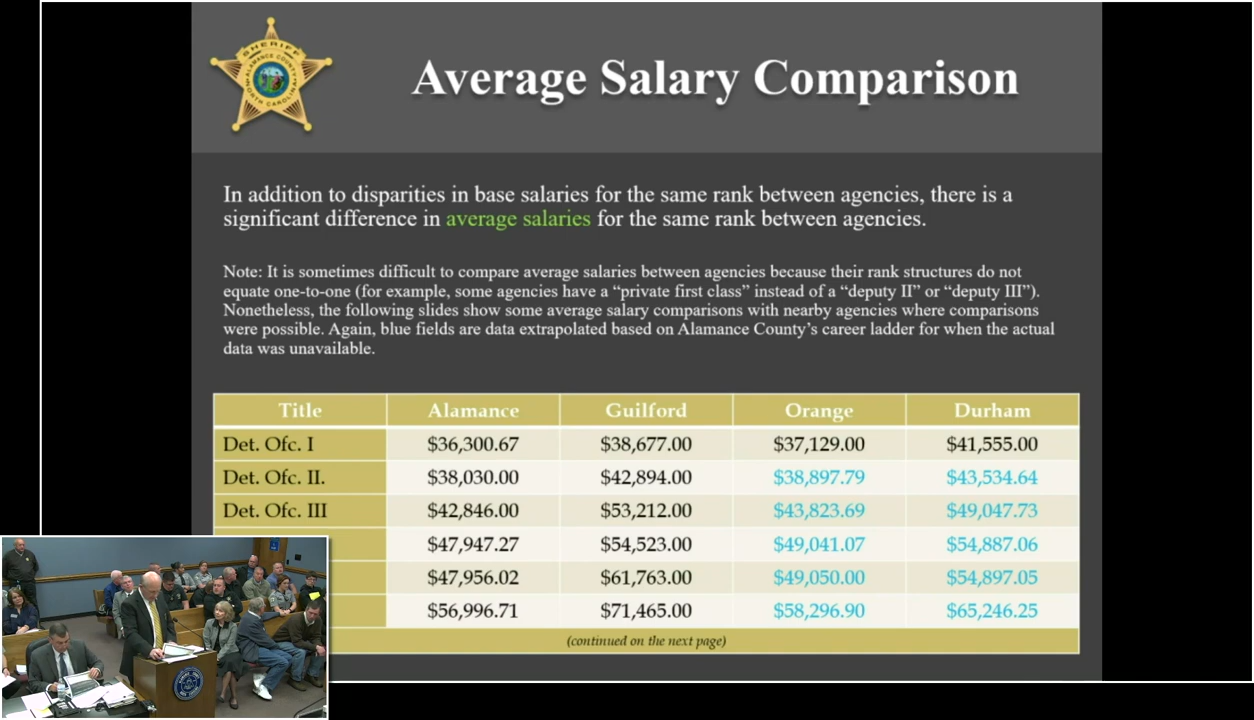 SHERIFF
ALAMANCE COUNTY
NORTH CAROLINA
Average Salary Comparison
In addition to disparities in base salaries for the same rank between agencies, there is a
significant difference in average salaries for the same rank between agencies.
Note: It is sometimes difficult to compare average salaries between agencies because their rank structures do not
equate one-to-one (for example, some agencies have a “private first class” instead of a “deputy II” or “deputy III”).
Nonetheless, the following slides show some average salary comparisons with nearby agencies where comparisons
were possible. Again, blue fields are data extrapolated based on Alamance County’s career ladder for when the actual
data was unavailable.
Title Alamance Guilford Orange Durham
Det. Ofc. I $36,300.67 $38,677.00 $37,129.00 $41,555.00
Det. Ofc. II. $38,030.00 $42,894.00 $38,897.79 $43,534.64
Det. Ofc. III $42,846.00 $53,212.00 $43,823.69 $49,047.73
$47,947.27 $54,523.00 $49,041.07 $54,887.06
$47,956.02 $61,763.00 $49,050.00 $54,897.05
$56,996.71 $71,465.00 $58,296.90 $65,246.25
(continued on the next page)